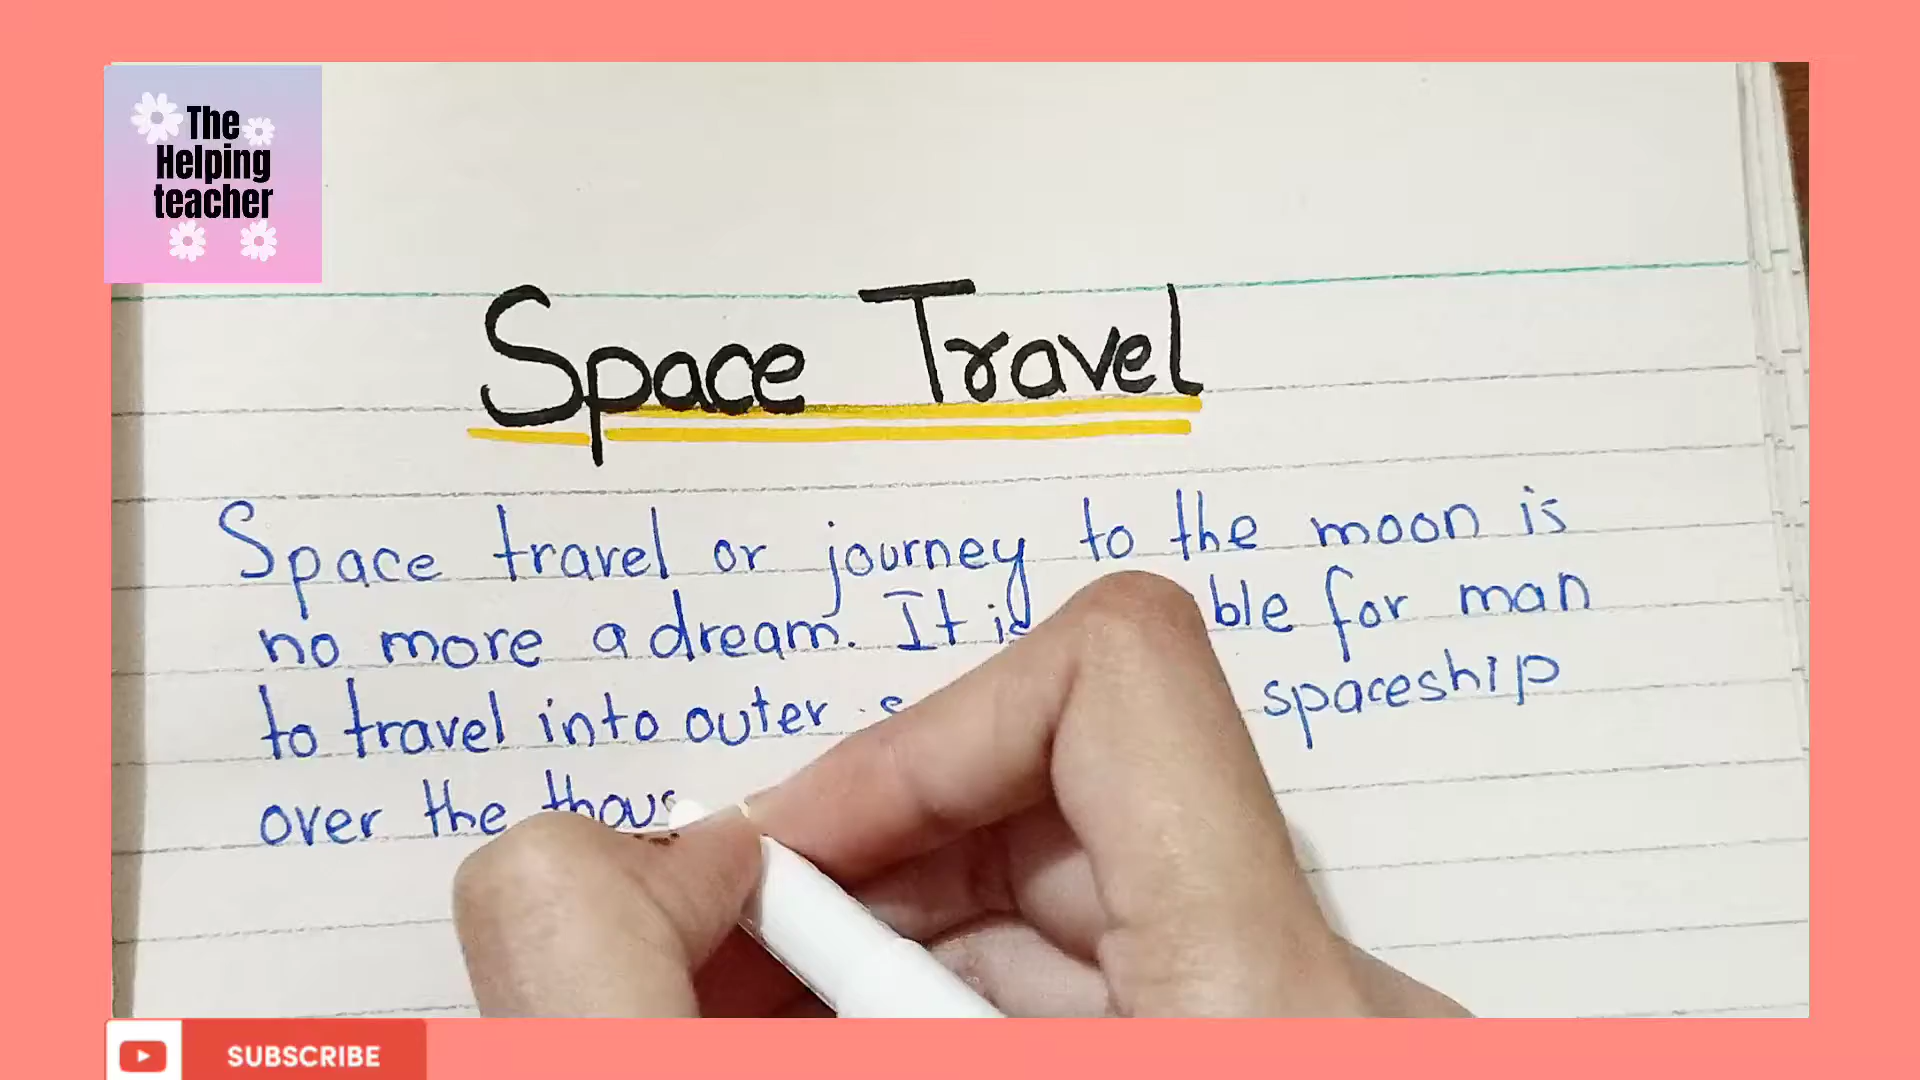 The
Helping
teacher
Space Travel
Space travel or journey to the moon is
no more a dream. It is for man
to travel into outer spaceship
over the
SUBSCRIBE